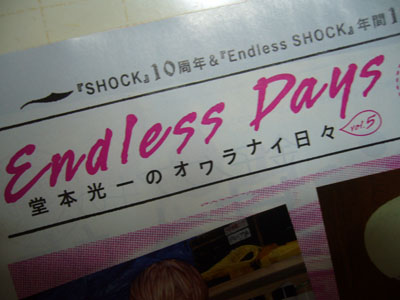 『SHOCK』10周年&『Endless SHOCK』年間1
Endless Days
堂本光一のオワラナイ日々 vol.5